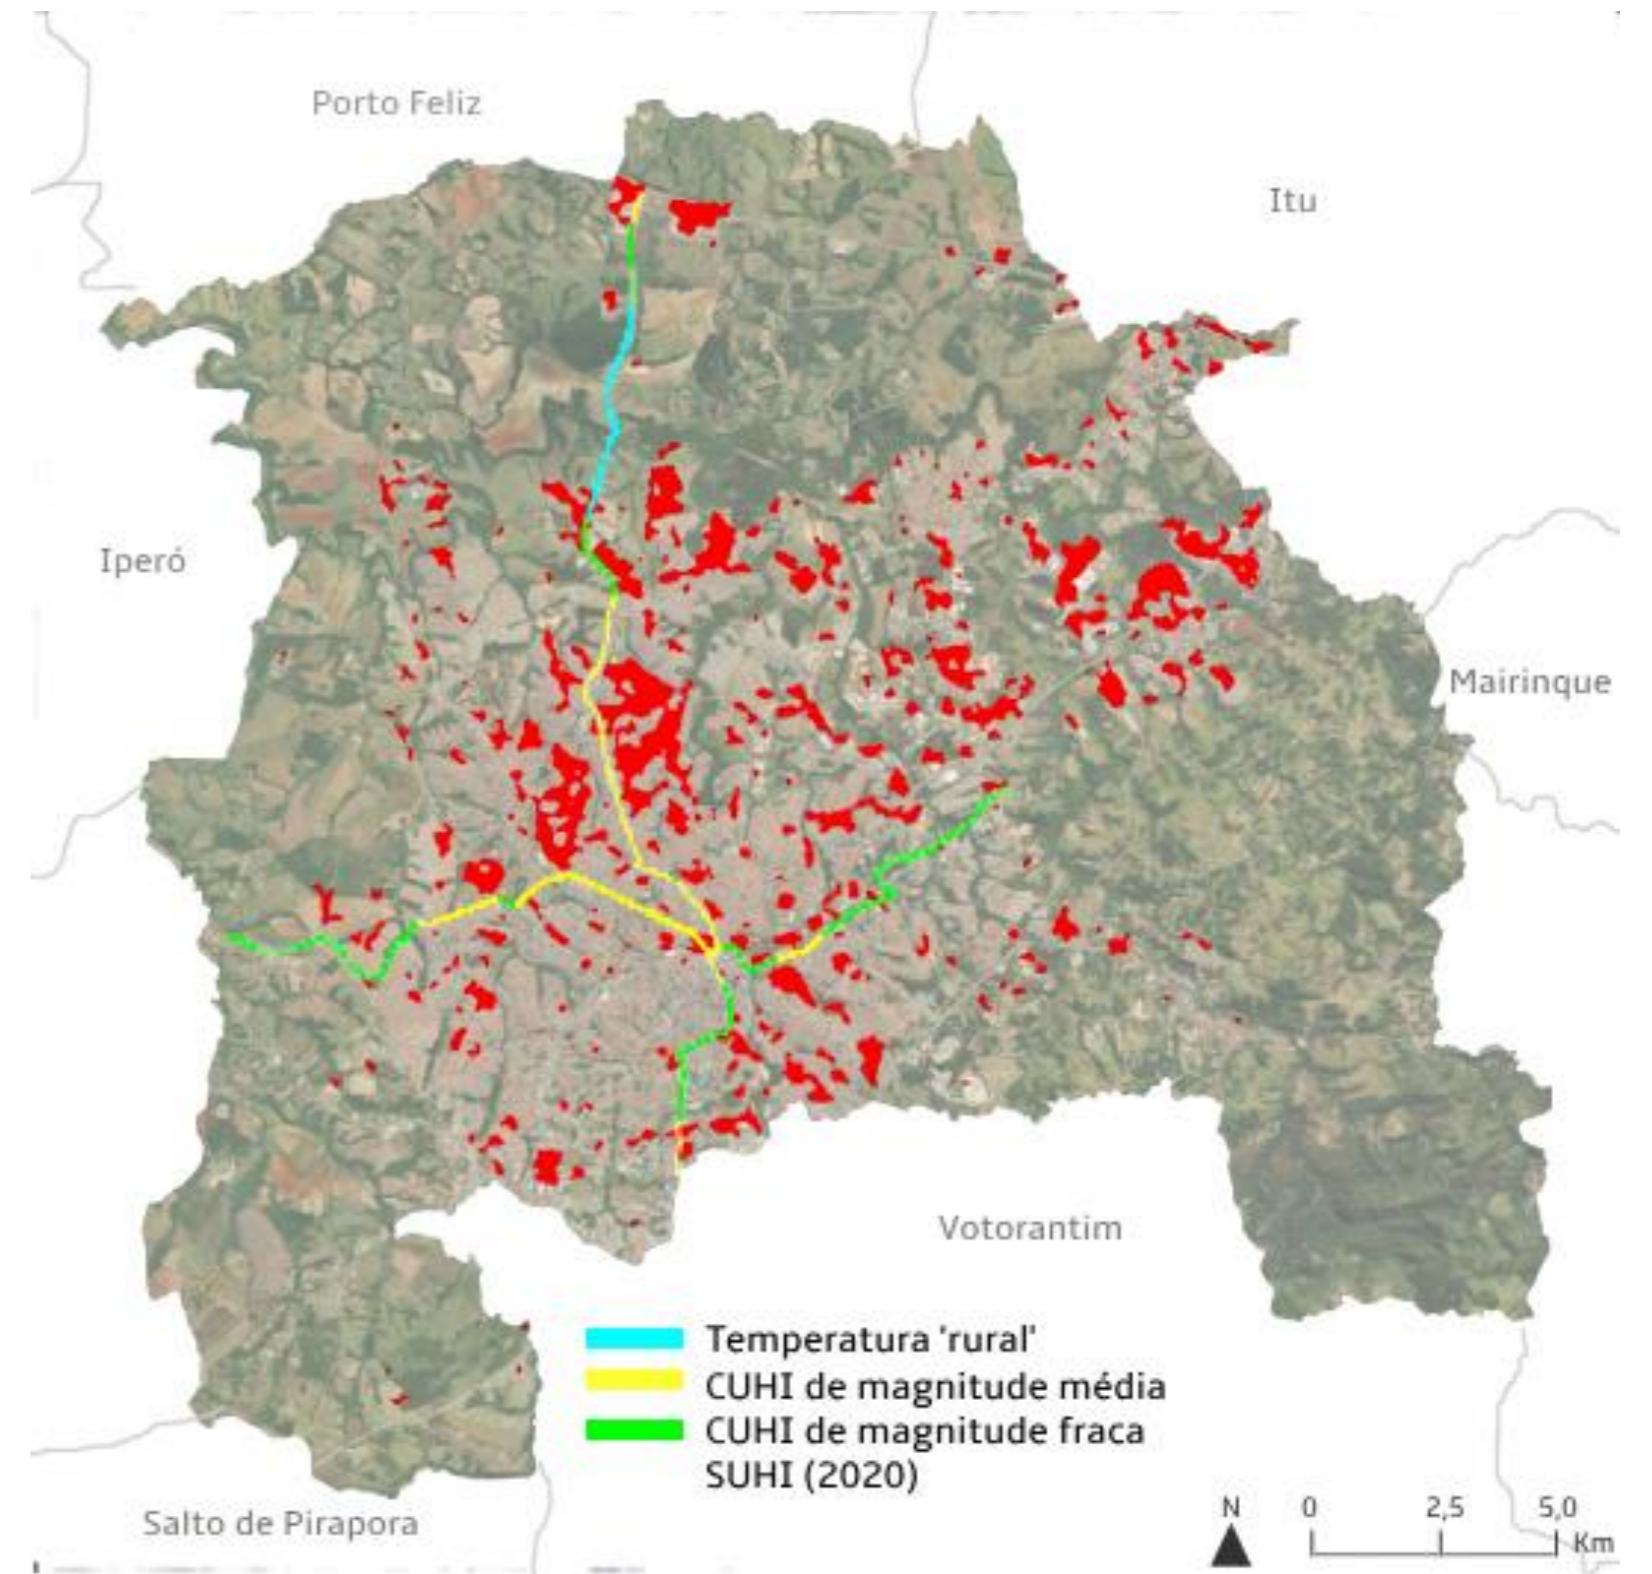 Porto Feliz
Itu
Iperó
Mairinque
Votorantim
Temperatura 'rural'
CUHI de magnitude média
CUHI de magnitude fraca
SUHI (2020)
Salto de Pirapora
N
0 2,5 5,0
Km